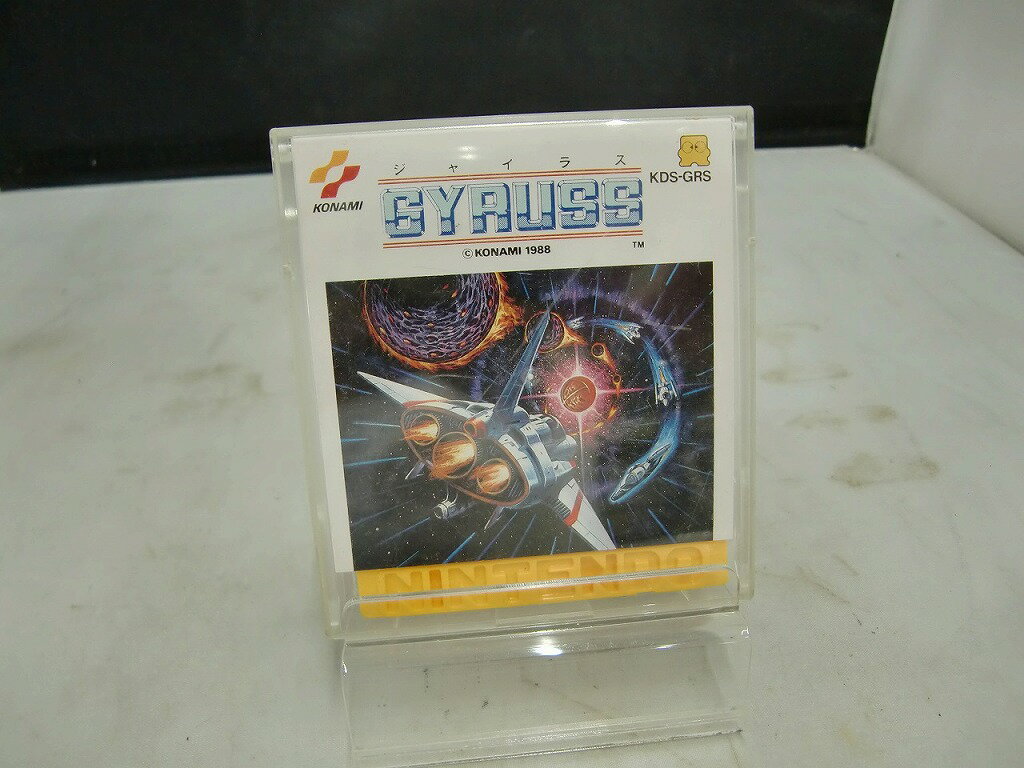 ジャイラス
GYRUSS
TM
KONAMI
KDS-GRS
© KONAMI 1988
NINTENDO